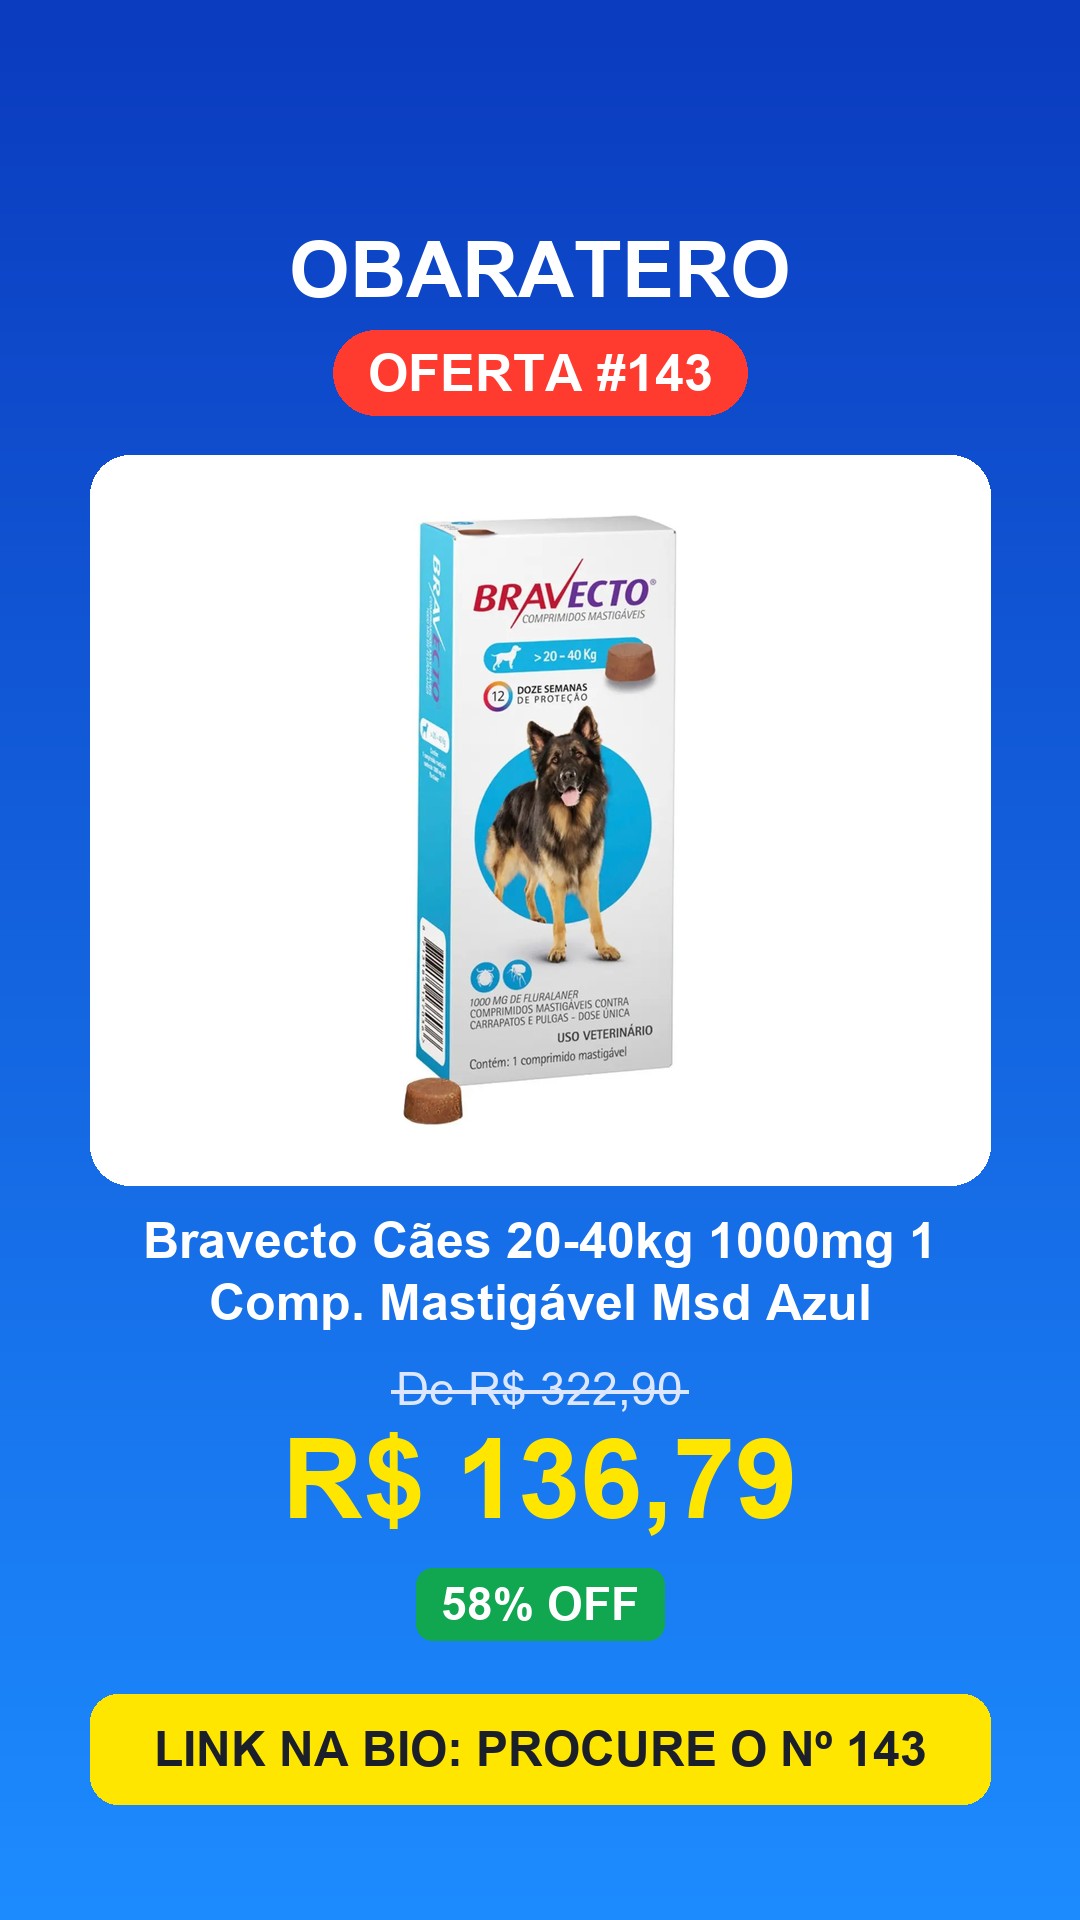 OBARATERO
OFERTA #143
BRAVECTO
BRAVECTO®
COMPRIMIDOS MASTIGÁVEIS
> 20 - 40 Kg
12
DOZE SEMANAS
DE PROTEÇÃO
1000 MG DE FLURALANER
COMPRIMIDOS MASTIGÁVEIS CONTRA
CARRAPATOS E PULGAS - DOSE ÚNICA
USO VETERINÁRIO
Contém: 1 comprimido mastigável
Bravecto Cães 20-40kg 1000mg 1
Comp. Mastigável Msd Azul
De R$ 322,90
R$ 136,79
58% OFF
LINK NA BIO: PROCURE O Nº 143